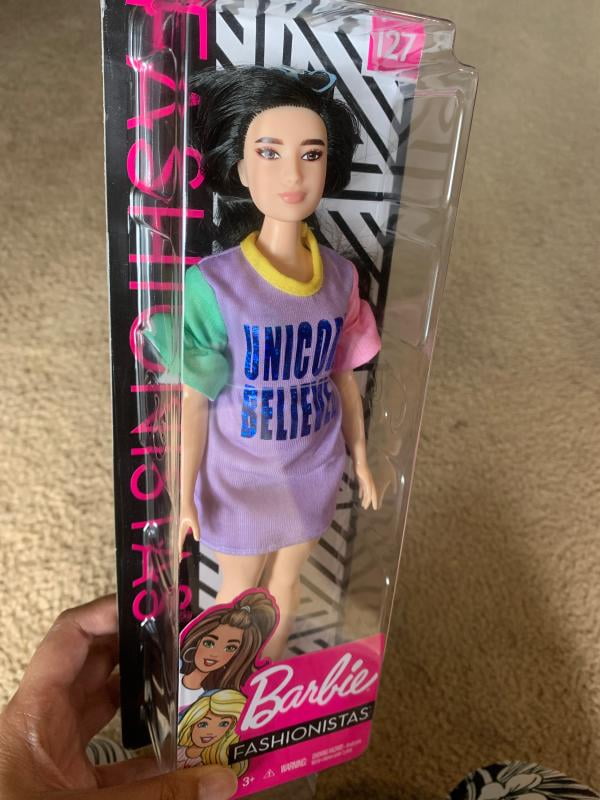 FASHIONISTAS
127
UNICOR
BELIEVE
Barbie
FASHIONISTAS
3+ WARNING: